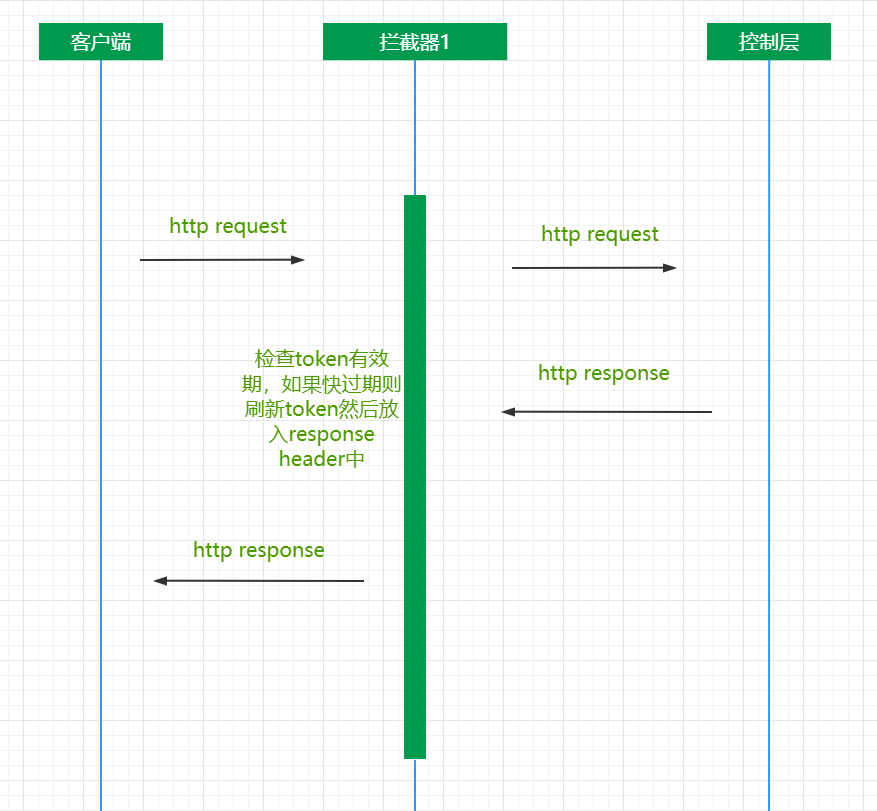 客户端
拦截器1
控制层
http request
http request
检查token有效
期，如果快过期则
刷新token然后放
入response
header中
http response
http response